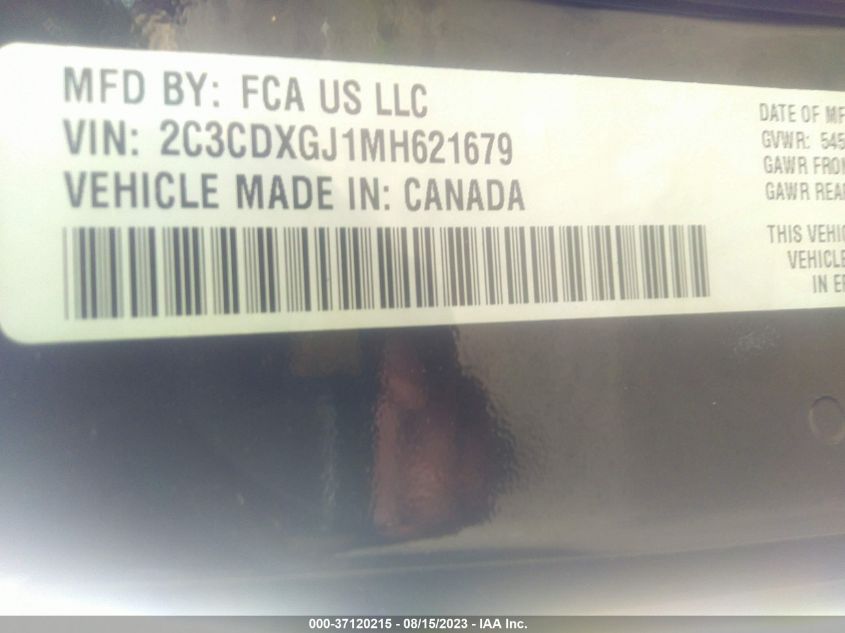 MFD BY: FCA US LLC
VIN: 2C3CDXGJ1MH621679
VEHICLE MADE IN: CANADA
DATE OF MF
GVWR: 545
GAWR FRON
GAWR REA
THIS VEHIC
VEHICLE
IN EF
000-37120215 - 08/15/2023 - IAA Inc.